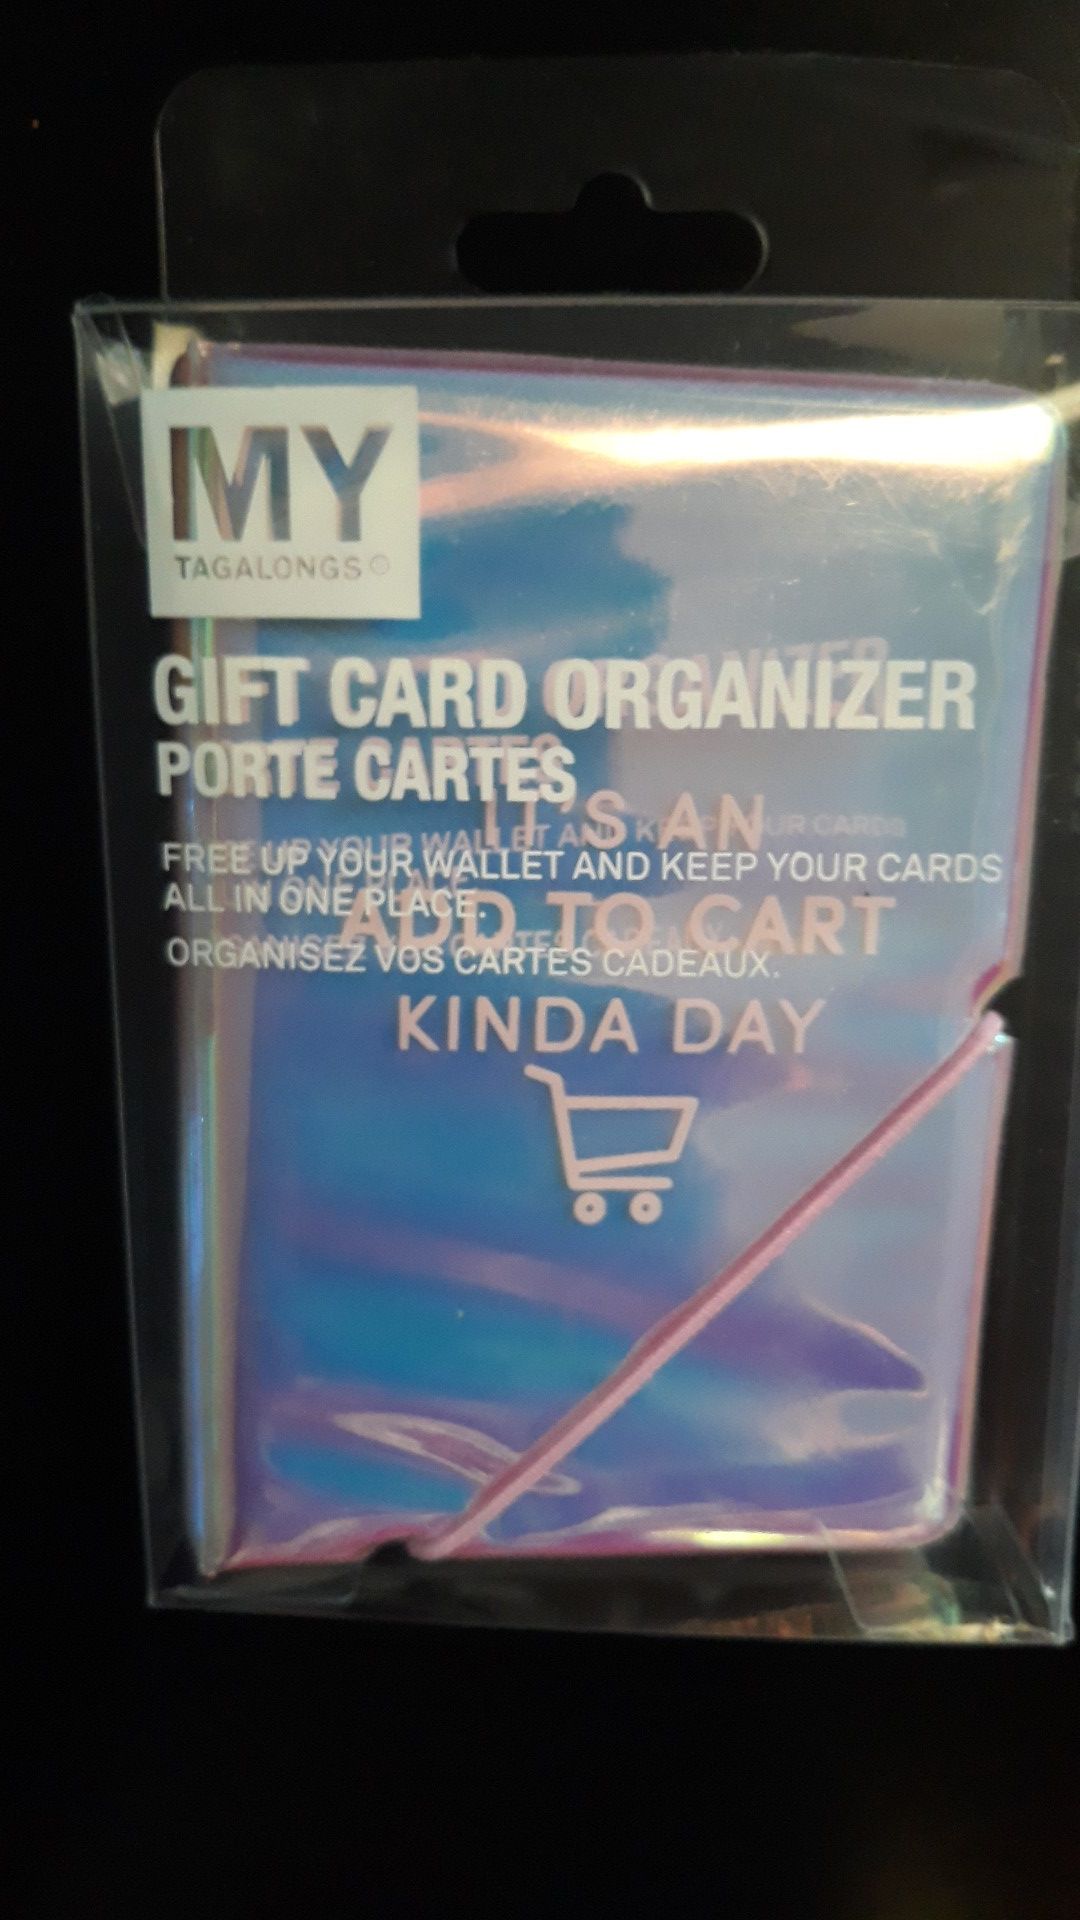 MY
TAGALONGS
GIFT CARD ORGANIZER
PORTE CARTES
FREE UP YOUR WALLET AND KEEP YOUR CARDS
ALL IN ONE PLACE.
ORGANISEZ VOS CARTES CADEAUX.
IT'S AN
ADD TO CART
KINDA DAY